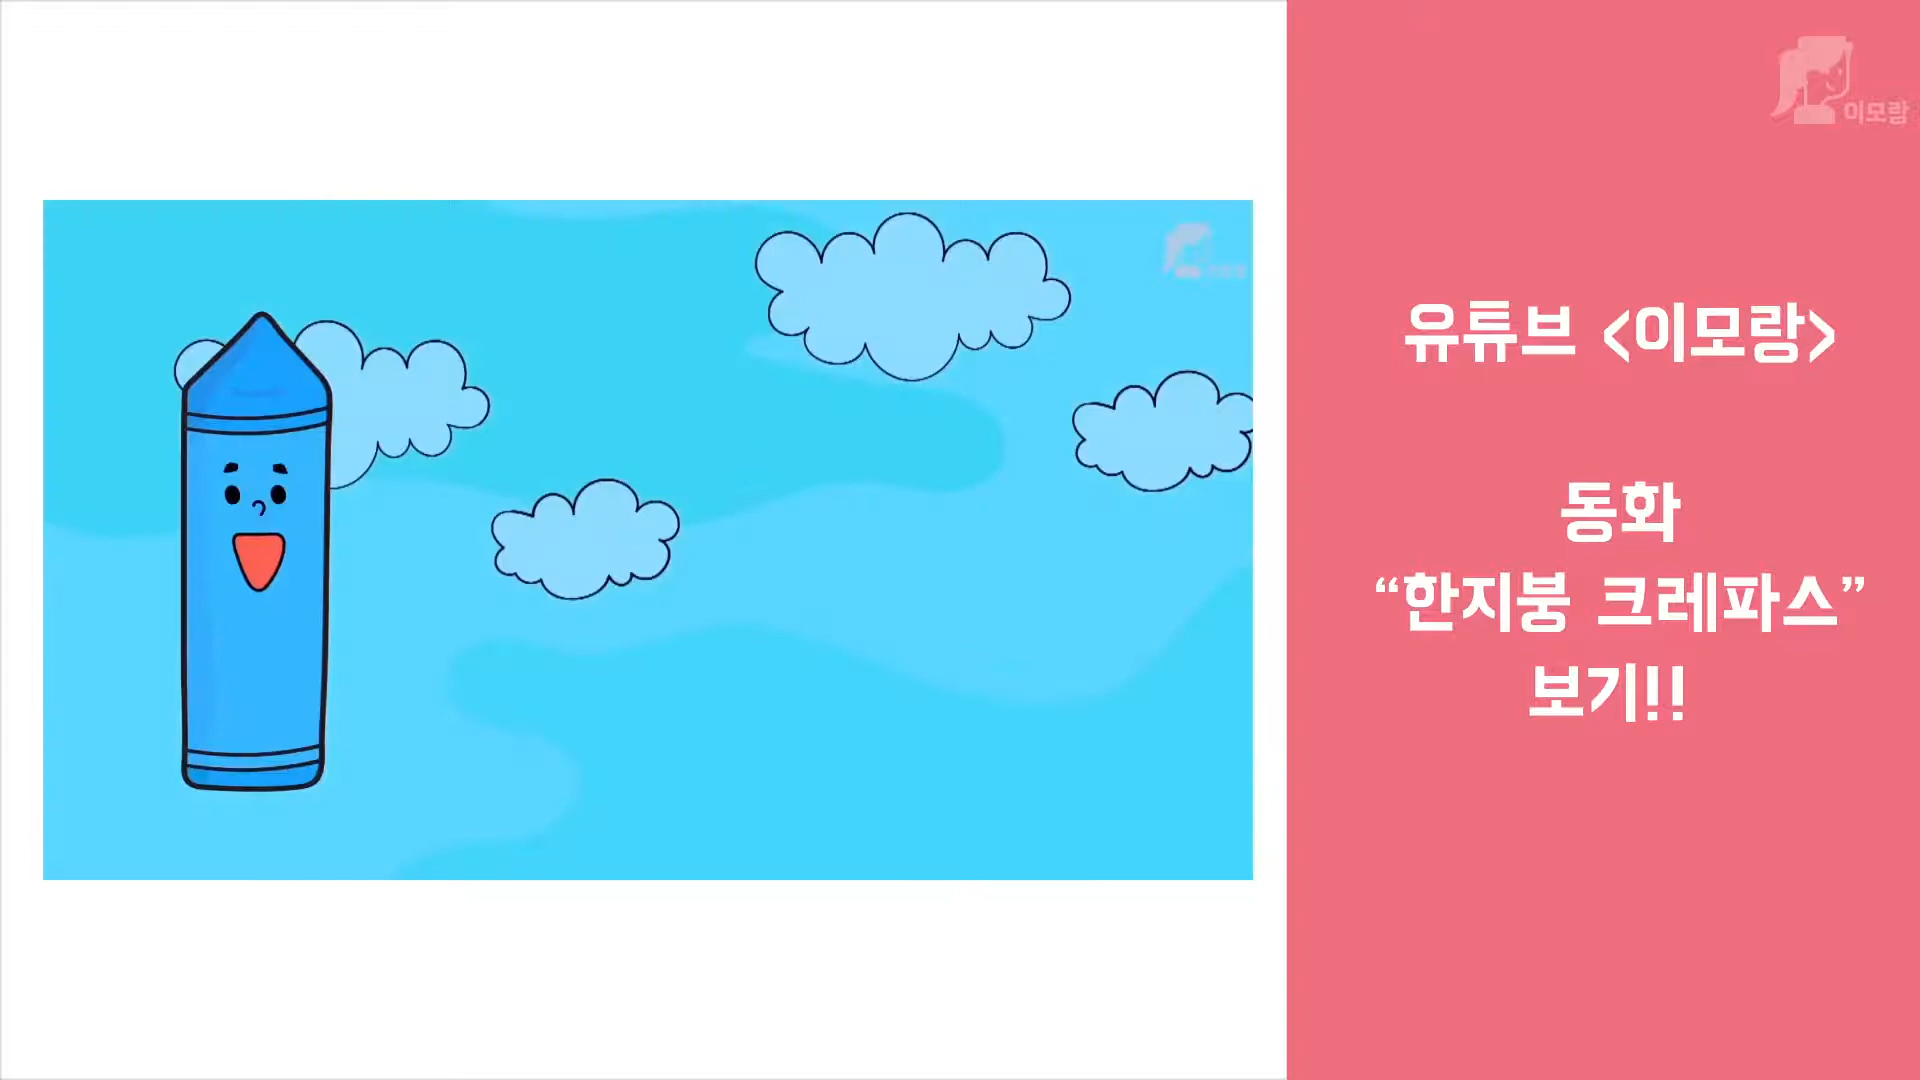 이모랑
유튜브 <이모랑>
동화
“한지붕 크레파스”
보기!!